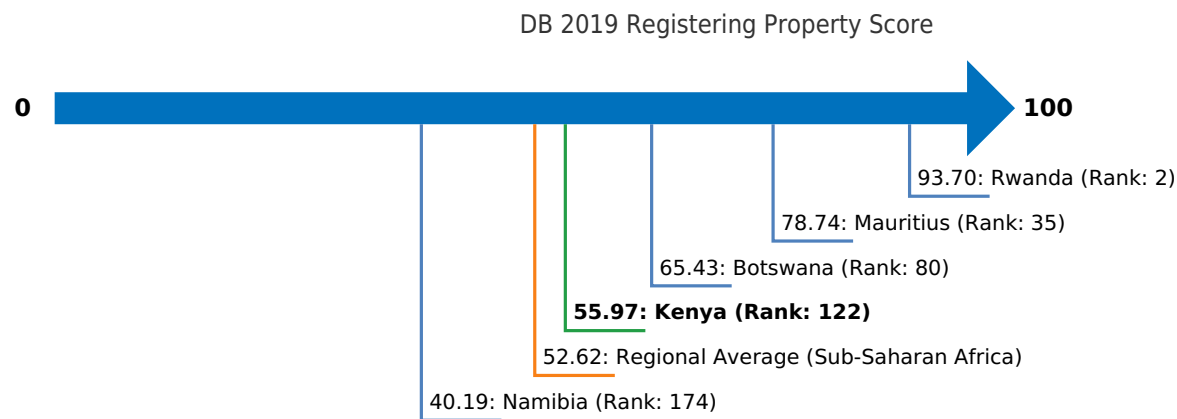 DB 2019 Registering Property Score
0
100
93.70: Rwanda (Rank: 2)
78.74: Mauritius (Rank: 35)
65.43: Botswana (Rank: 80)
55.97: Kenya (Rank: 122)
52.62: Regional Average (Sub-Saharan Africa)
40.19: Namibia (Rank: 174)